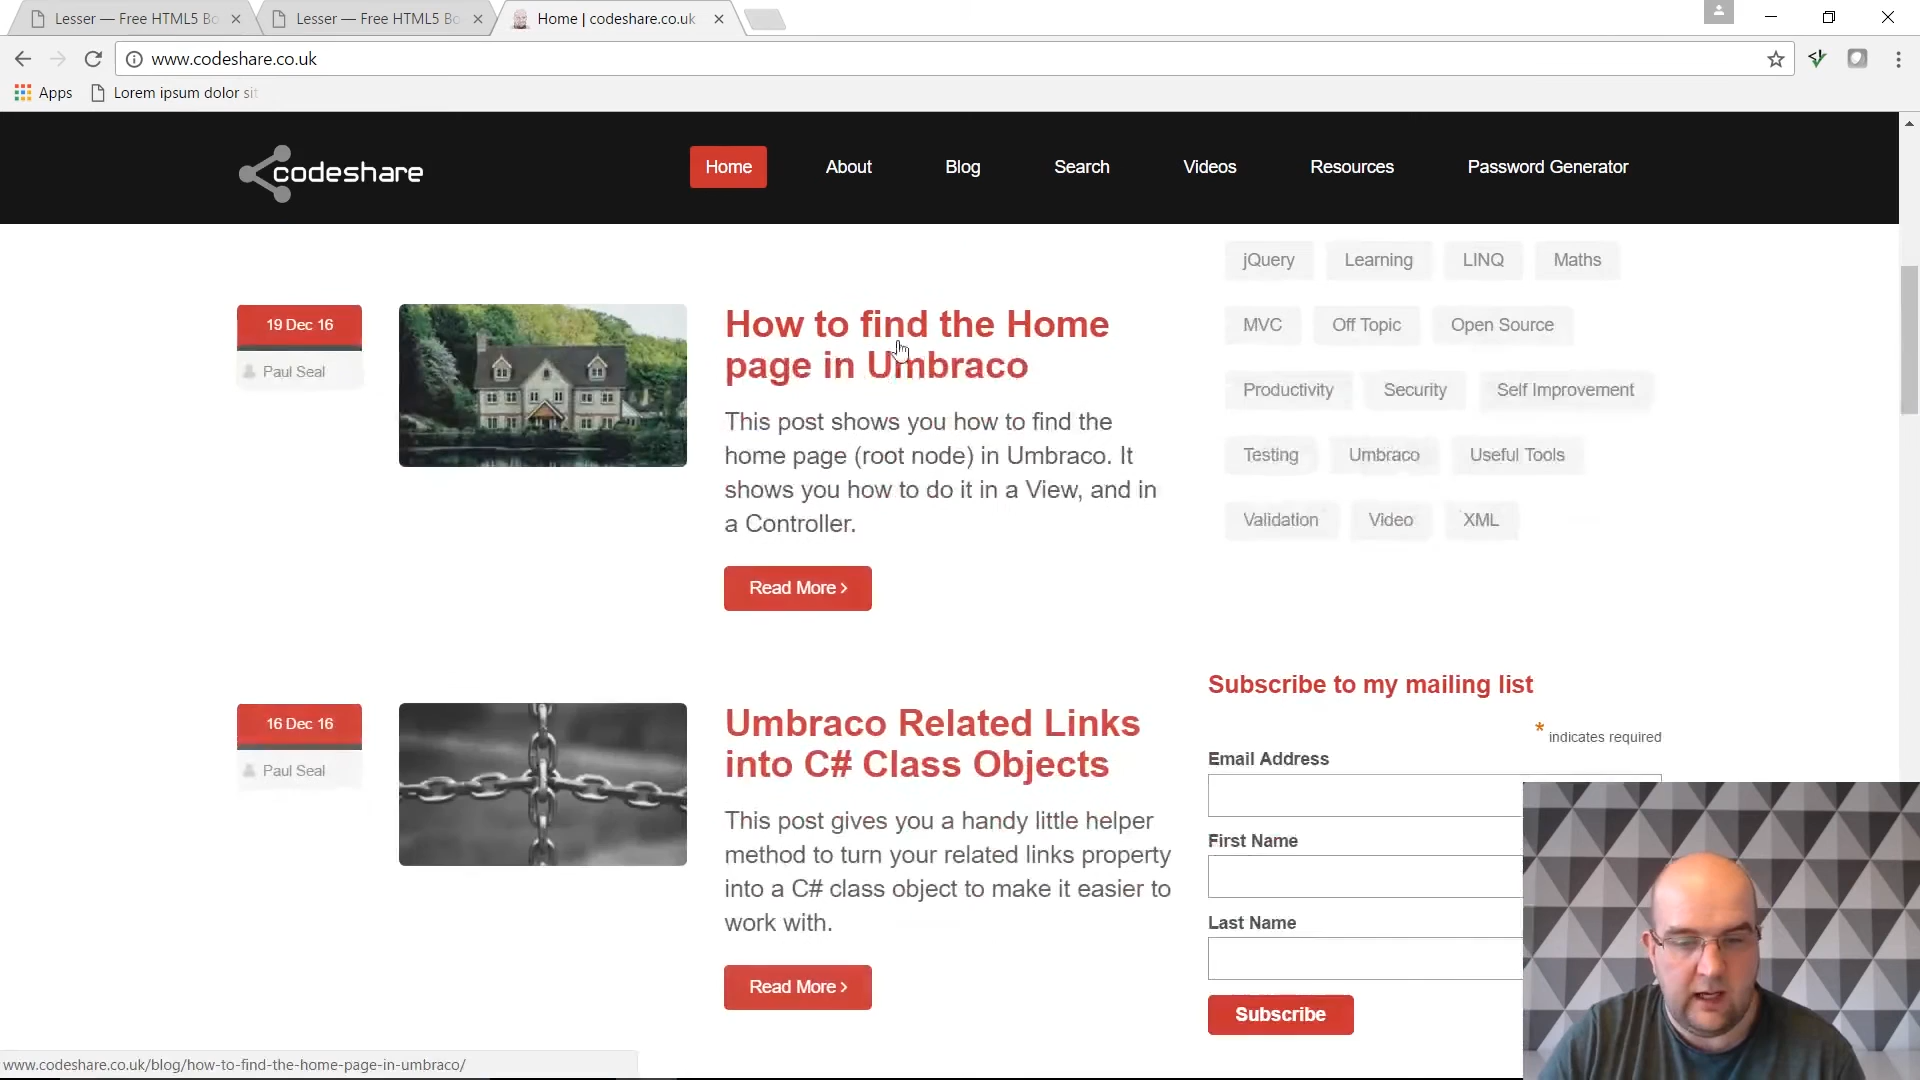 Lesser — Free HTML5 Bo
Lesser — Free HTML5 Bo
Home | codeshare.co.uk
www.codeshare.co.uk
Apps
Lorem ipsum dolor sit
codeshare
Home
About
Blog
Search
Videos
Resources
Password Generator
19 Dec 16
Paul Seal
How to find the Home
page in Umbraco
This post shows you how to find the
home page (root node) in Umbraco. It
shows you how to do it in a View, and in
a Controller.
Read More >
16 Dec 16
Paul Seal
Umbraco Related Links
into C# Class Objects
This post gives you a handy little helper
method to turn your related links property
into a C# class object to make it easier to
work with.
Read More >
jQuery
Learning
LINQ
Maths
MVC
Off Topic
Open Source
Productivity
Security
Self Improvement
Testing
Umbraco
Useful Tools
Validation
Video
XML
Subscribe to my mailing list
* indicates required
Email Address
First Name
Last Name
Subscribe
www.codeshare.co.uk/blog/how-to-find-the-home-page-in-umbraco/